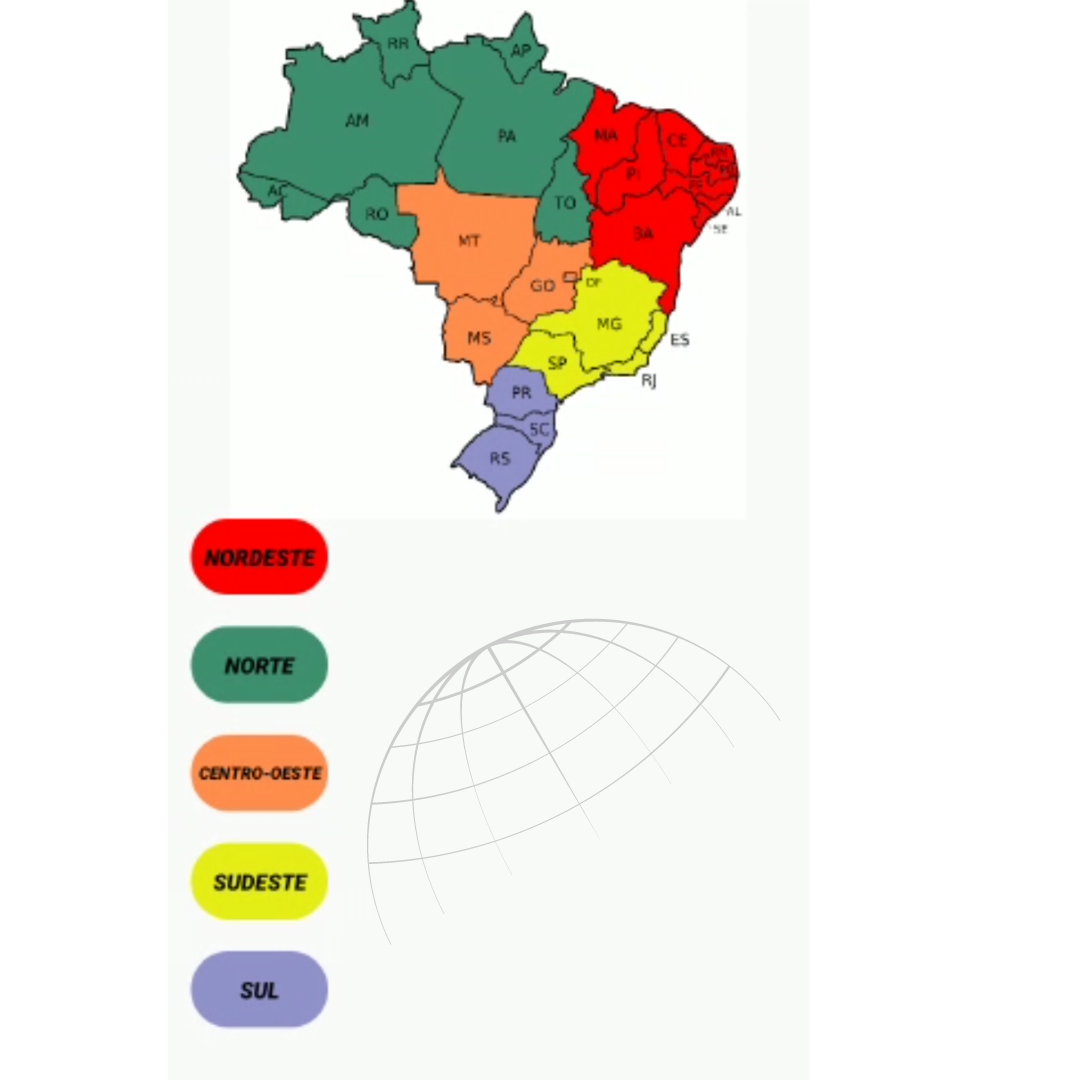 RR
AP
AM
PA
MA
CE
RN
PB
PI
PE
AC
TO
RO
AL
SE
BA
MT
GO
DF
MG
MS
ES
SP
RJ
PR
SC
RS
NORDESTE
NORTE
CENTRO-OESTE
SUDESTE
SUL